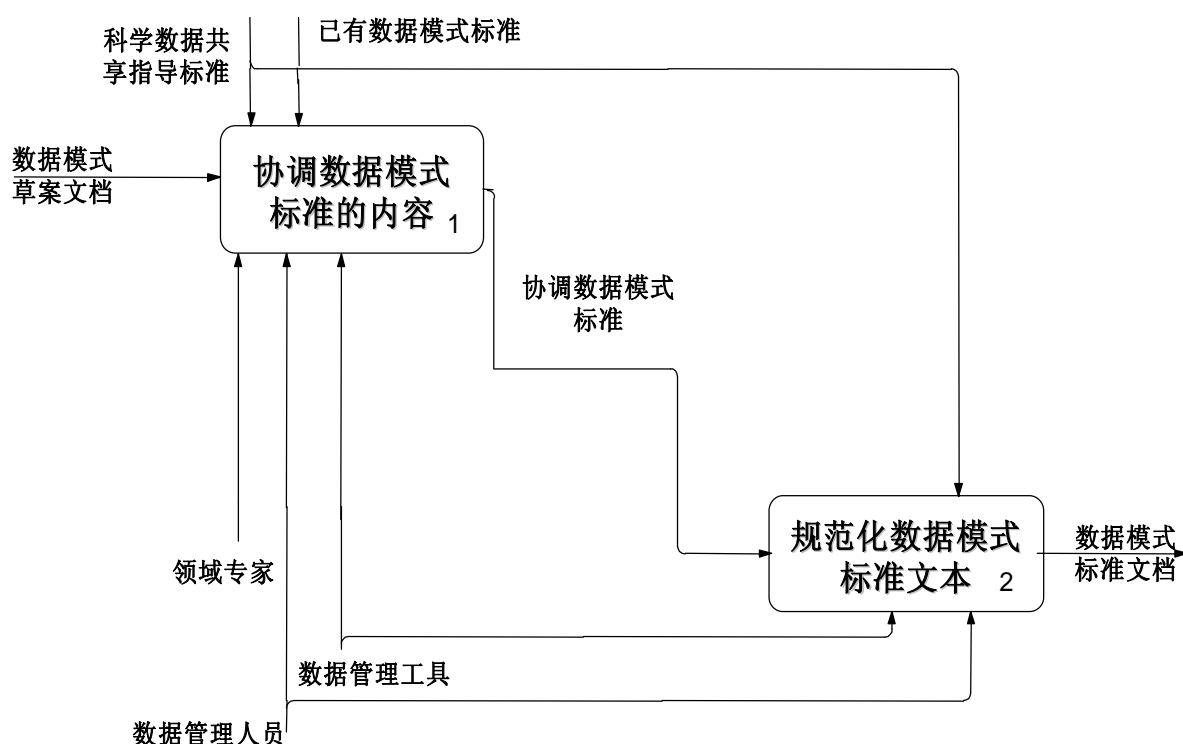 科学数据共
享指导标准
已有数据模式标准
数据模式
草案文档
协调数据模式
标准的内容 1
协调数据模式
标准
规范化数据模式
标准文本 2
数据模式
标准文档
领域专家
数据管理工具
数据管理人员